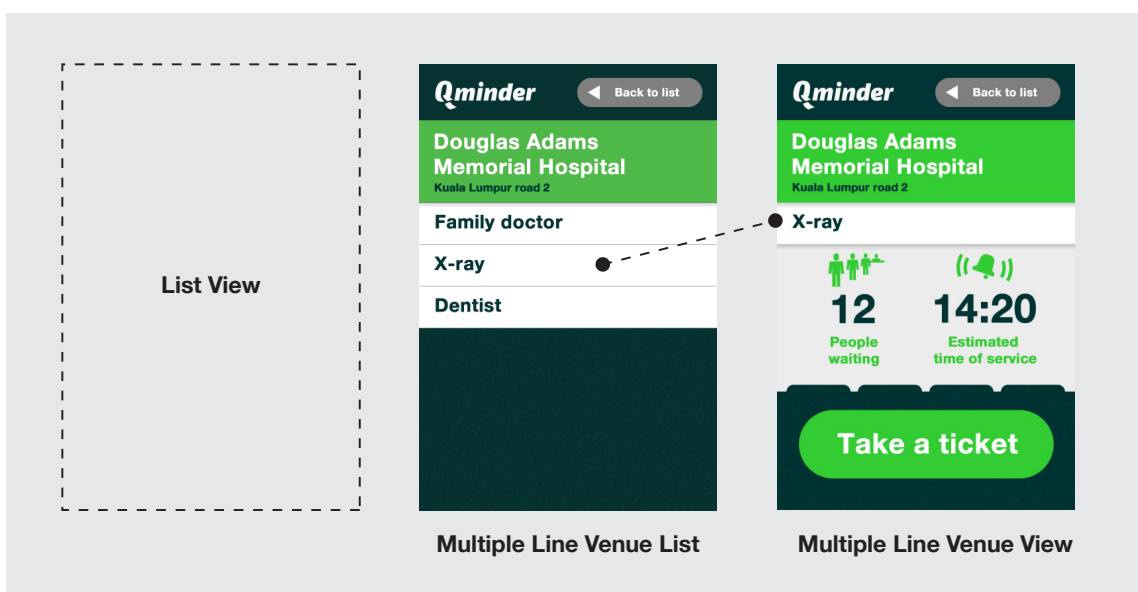 List View
Qminder
Back to list
Douglas Adams
Memorial Hospital
Kuala Lumpur road 2
Family doctor
X-ray
Dentist
Multiple Line Venue List
Qminder
Back to list
Douglas Adams
Memorial Hospital
Kuala Lumpur road 2
X-ray
12
People
waiting
14:20
Estimated
time of service
Take a ticket
Multiple Line Venue View